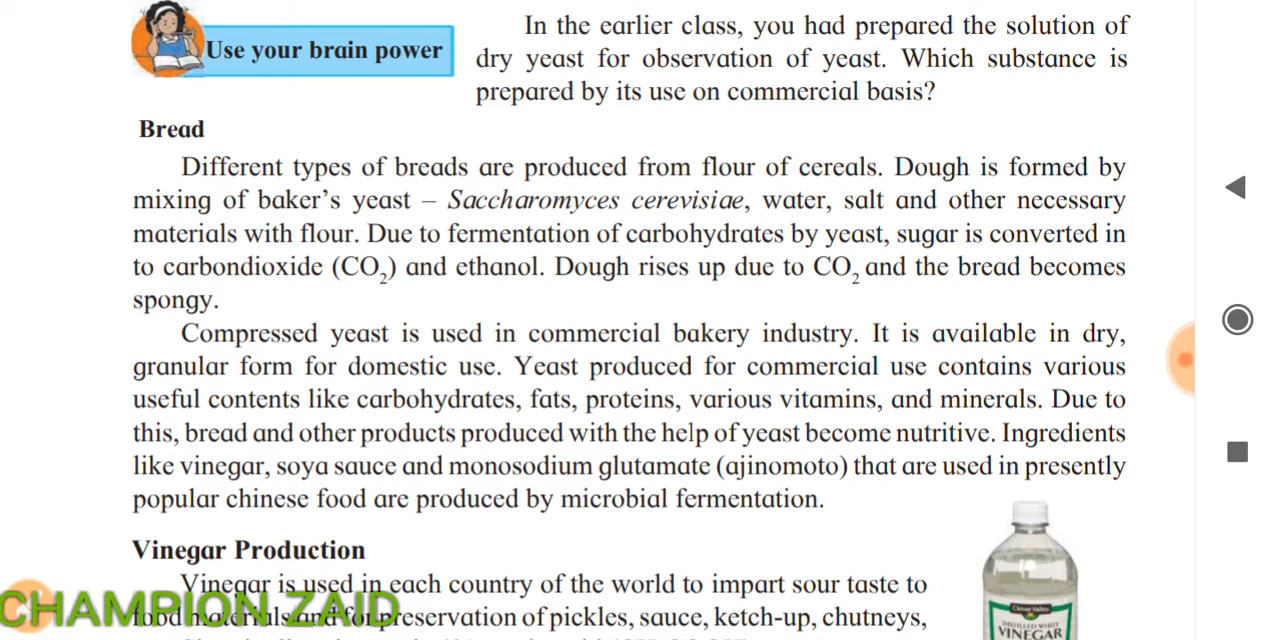 Use your brain power
In the earlier class, you had prepared the solution of
dry yeast for observation of yeast. Which substance is
prepared by its use on commercial basis?
Bread
Different types of breads are produced from flour of cereals. Dough is formed by
mixing of baker's yeast – Saccharomyces cerevisiae, water, salt and other necessary
materials with flour. Due to fermentation of carbohydrates by yeast, sugar is converted in
to carbondioxide (CO₂) and ethanol. Dough rises up due to CO₂ and the bread becomes
spongy.
Compressed yeast is used in commercial bakery industry. It is available in dry,
granular form for domestic use. Yeast produced for commercial use contains various
useful contents like carbohydrates, fats, proteins, various vitamins, and minerals. Due to
this, bread and other products produced with the help of yeast become nutritive. Ingredients
like vinegar, soya sauce and monosodium glutamate (ajinomoto) that are used in presently
popular chinese food are produced by microbial fermentation.
Vinegar Production
Vinegar is used in each country of the world to impart sour taste to
food materials and for preservation of pickles, sauce, ketch-up, chutneys,
CHAMPION ZAID
Clover Valley
DISTILLED WHITE
VINEGAR